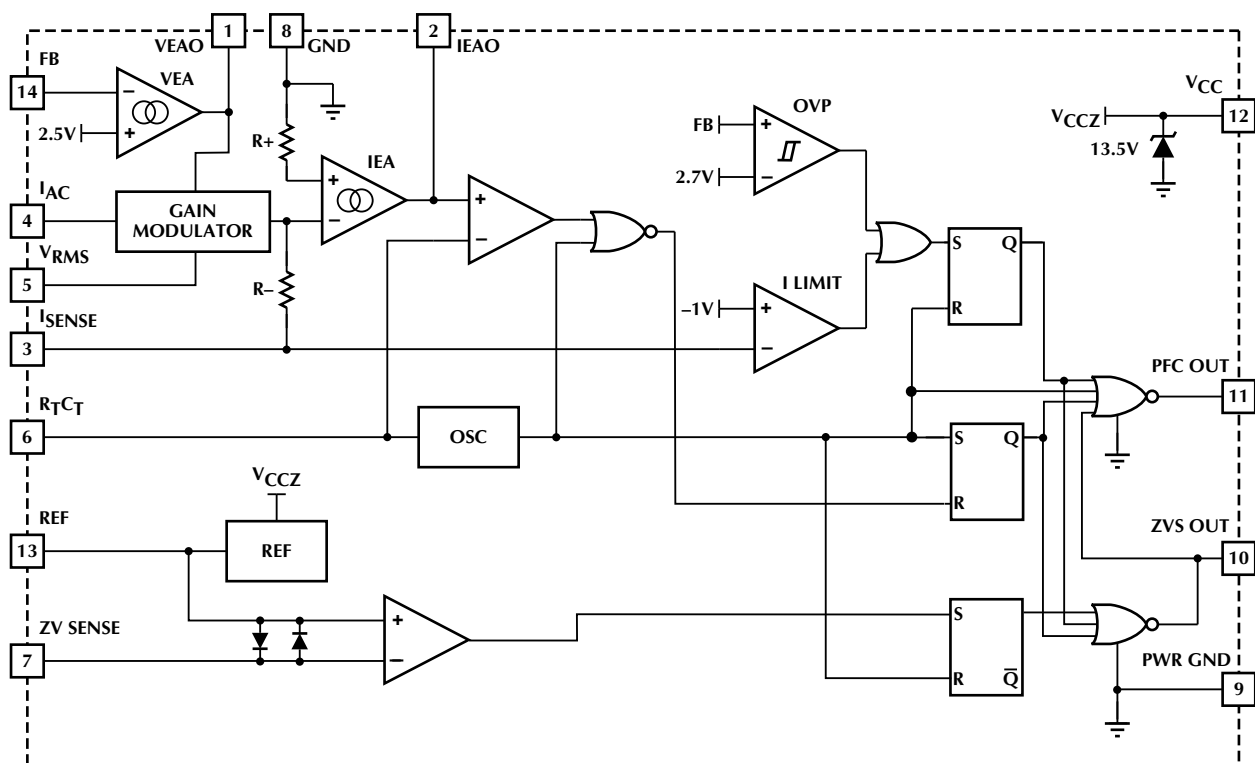 1
8
2
VEAO
GND
IEAO
FB
14
VEA
−
+
2.5V
R+
IEA
+
−
+
−
OVP
FB
+
2.7V
−
VCCZ
13.5V
VCC
12
IAC
4
GAIN
MODULATOR
VRMS
5
R−
ISENSE
3
I LIMIT
−1V
+
−
S
Q
R
PFC OUT
11
RTCT
6
OSC
S
Q
R
REF
13
VCCZ
REF
ZVS OUT
10
ZV SENSE
7
+
−
S
R
Q̅
PWR GND
9